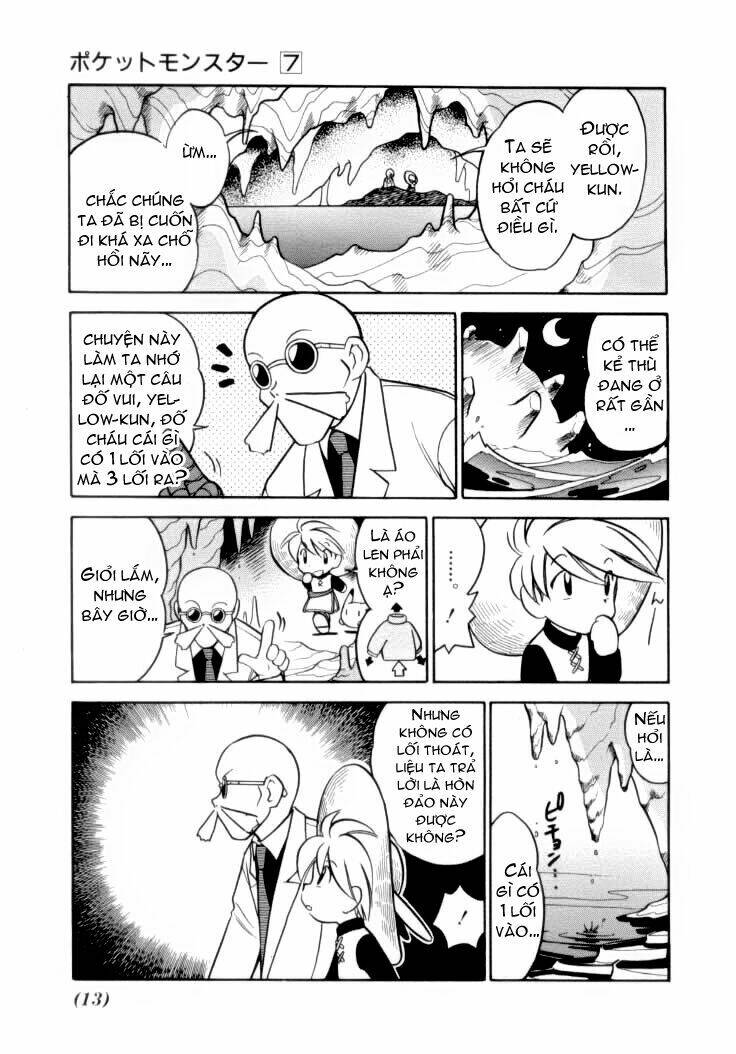 ポケットモンスター 7
ĐƯỢC
RỒI,
YELLOW-
KUN.
TA SẼ
KHÔNG
HỎI CHÁU
BẤT CỨ
ĐIỀU GÌ.
ỪM...
CHẮC CHÚNG
TA ĐÃ BỊ CUỐN
ĐI KHÁ XA CHỖ
HỒI NÃY...
CÓ THỂ
KẺ THÙ
ĐANG Ở
RẤT GẦN
...
CHUYỆN NÀY
LÀM TA NHỚ
LẠI MỘT CÂU
ĐỐ VUI, YEL-
LOW-KUN, ĐỐ
CHÁU CÁI GÌ
CÓ 1 LỐI VÀO
MÀ 3 LỐI RA?
......!
LÀ ÁO
LEN PHẢI
KHÔNG
Ạ?
GIỎI LẮM,
NHƯNG
BÂY GIỜ...
NẾU
HỎI
LÀ...
ピチョン
CÁI
GÌ CÓ
1 LỐI
VÀO...
NHƯNG
KHÔNG CÓ
LỐI THOÁT,
LIỆU TA TRẢ
LỜI LÀ HÒN
ĐẢO NÀY
ĐƯỢC
KHÔNG?
...!
(13)